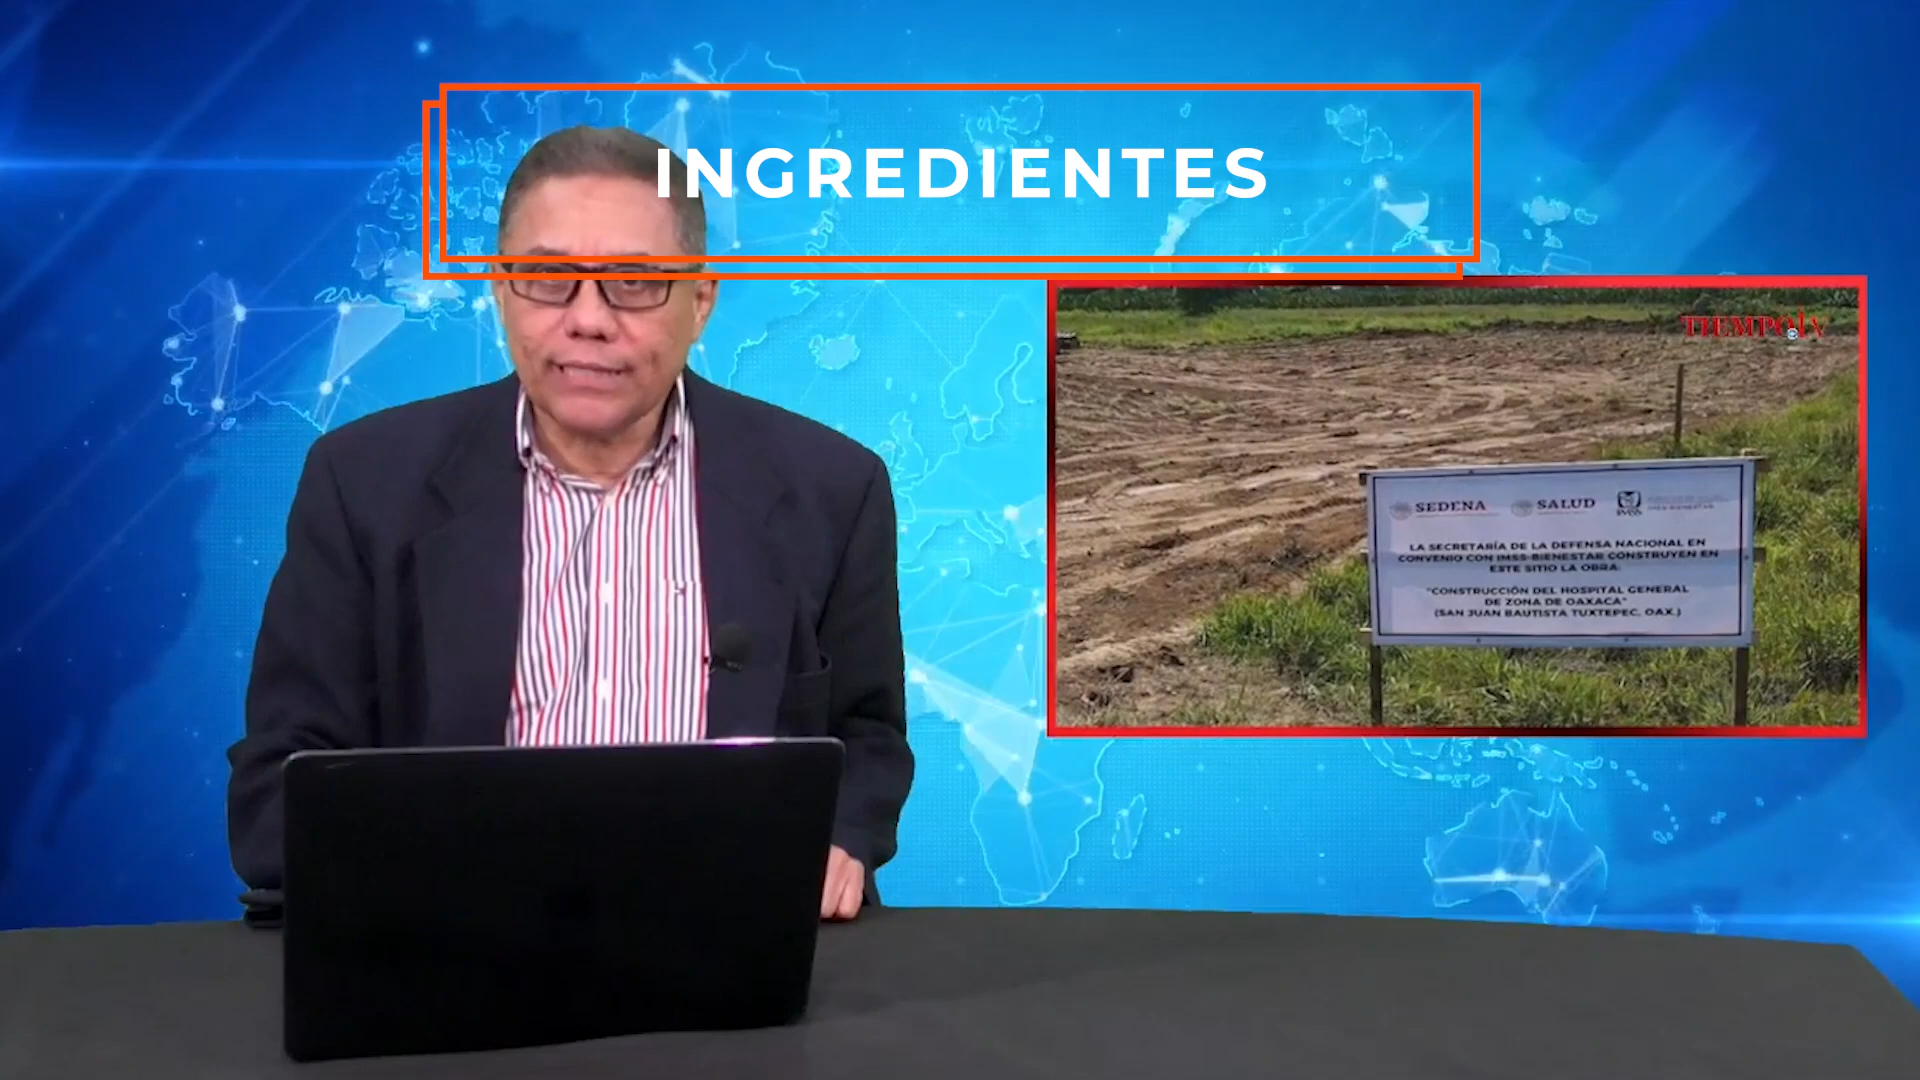 INGREDIENTES
TIEMPO
SEDENA
SALUD
IMSS
LA SECRETARÍA DE LA DEFENSA NACIONAL EN
CONVENIO CON IMSS-BIENESTAR CONSTRUYEN EN
ESTE SITIO LA OBRA:
"CONSTRUCCIÓN DEL HOSPITAL GENERAL
DE ZONA DE OAXACA"
(SAN JUAN BAUTISTA TUXTEPEC, OAX.)